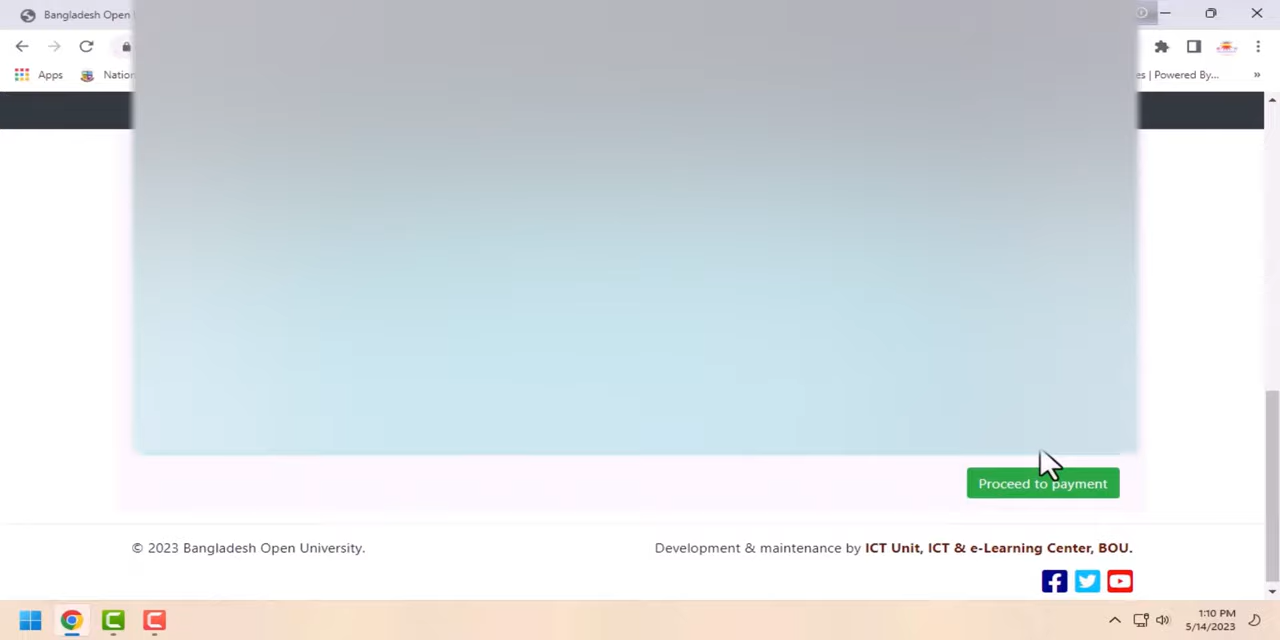 Bangladesh Open
Apps
Nation
es | Powered By...
»
Proceed to payment
© 2023 Bangladesh Open University.
Development & maintenance by ICT Unit, ICT & e-Learning Center, BOU.
1:10 PM
5/14/2023